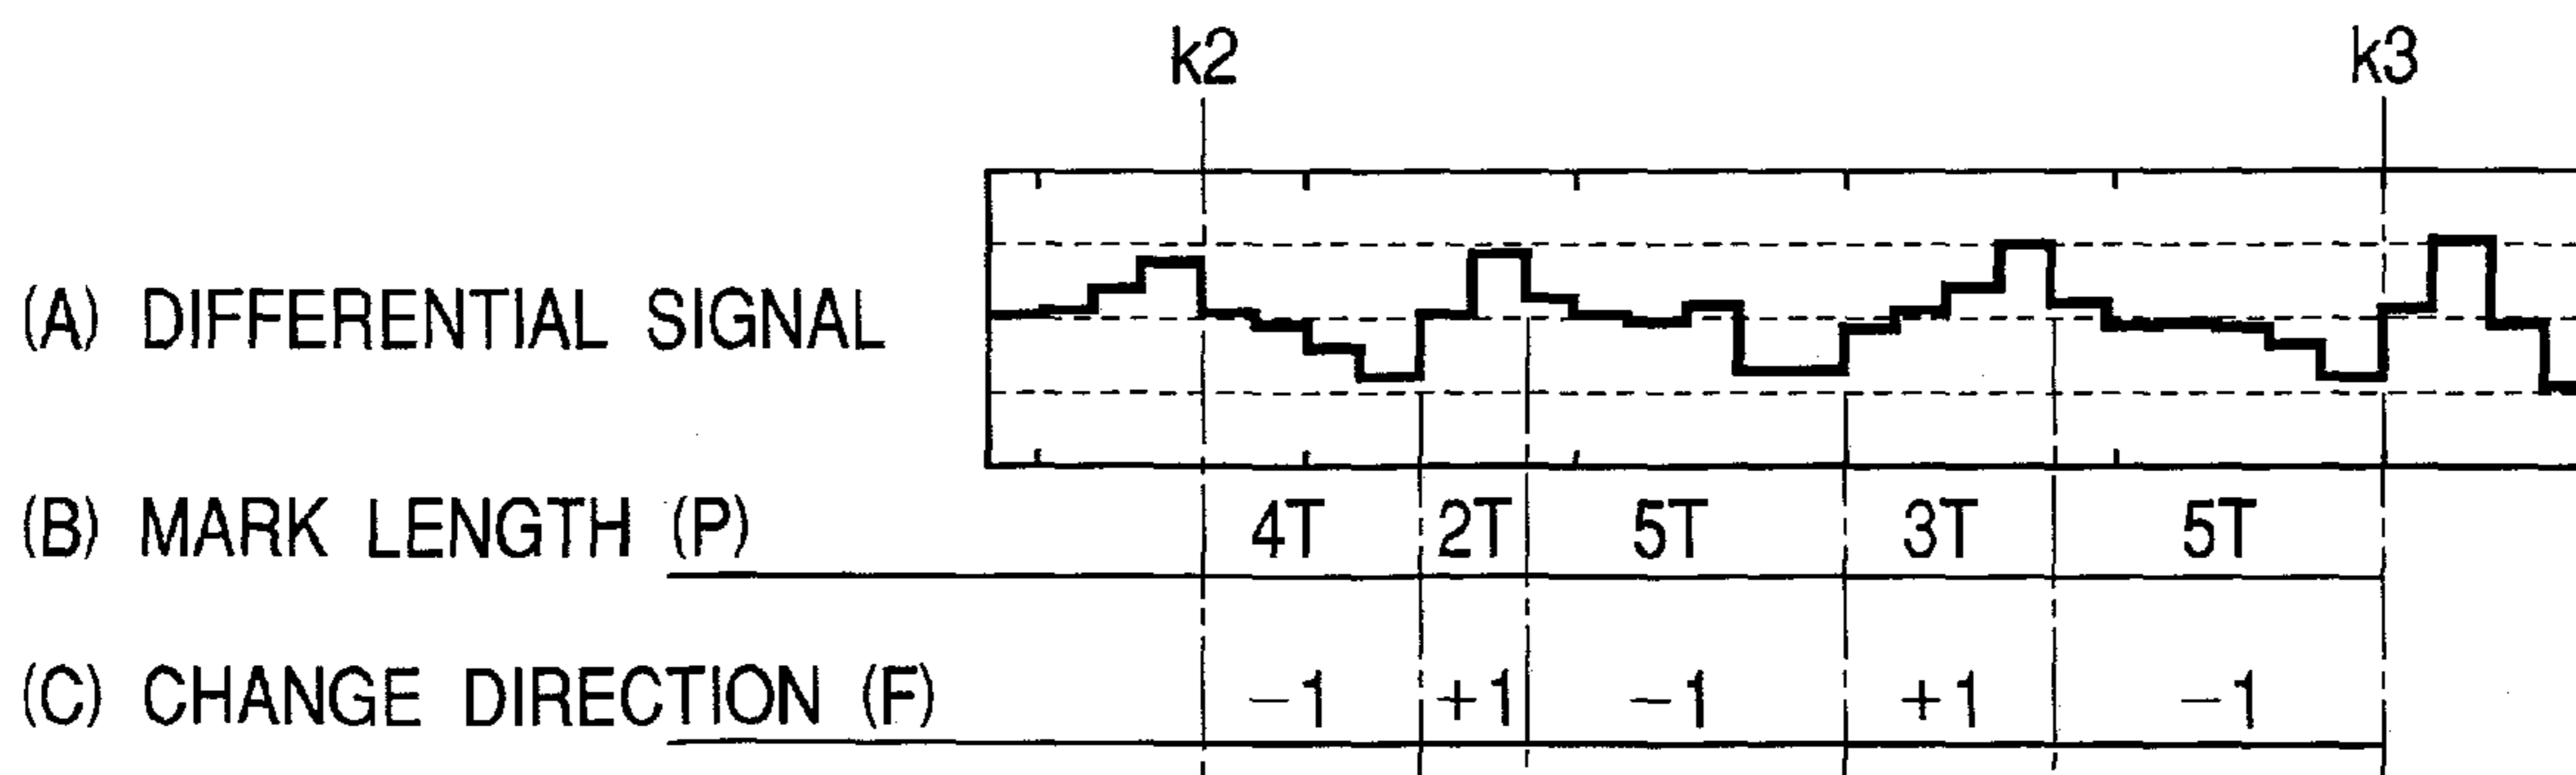 k2 k3
(A) DIFFERENTIAL SIGNAL
(B) MARK LENGTH (P) 4T 2T 5T 3T 5T
(C) CHANGE DIRECTION (F) −1 +1 −1 +1 −1